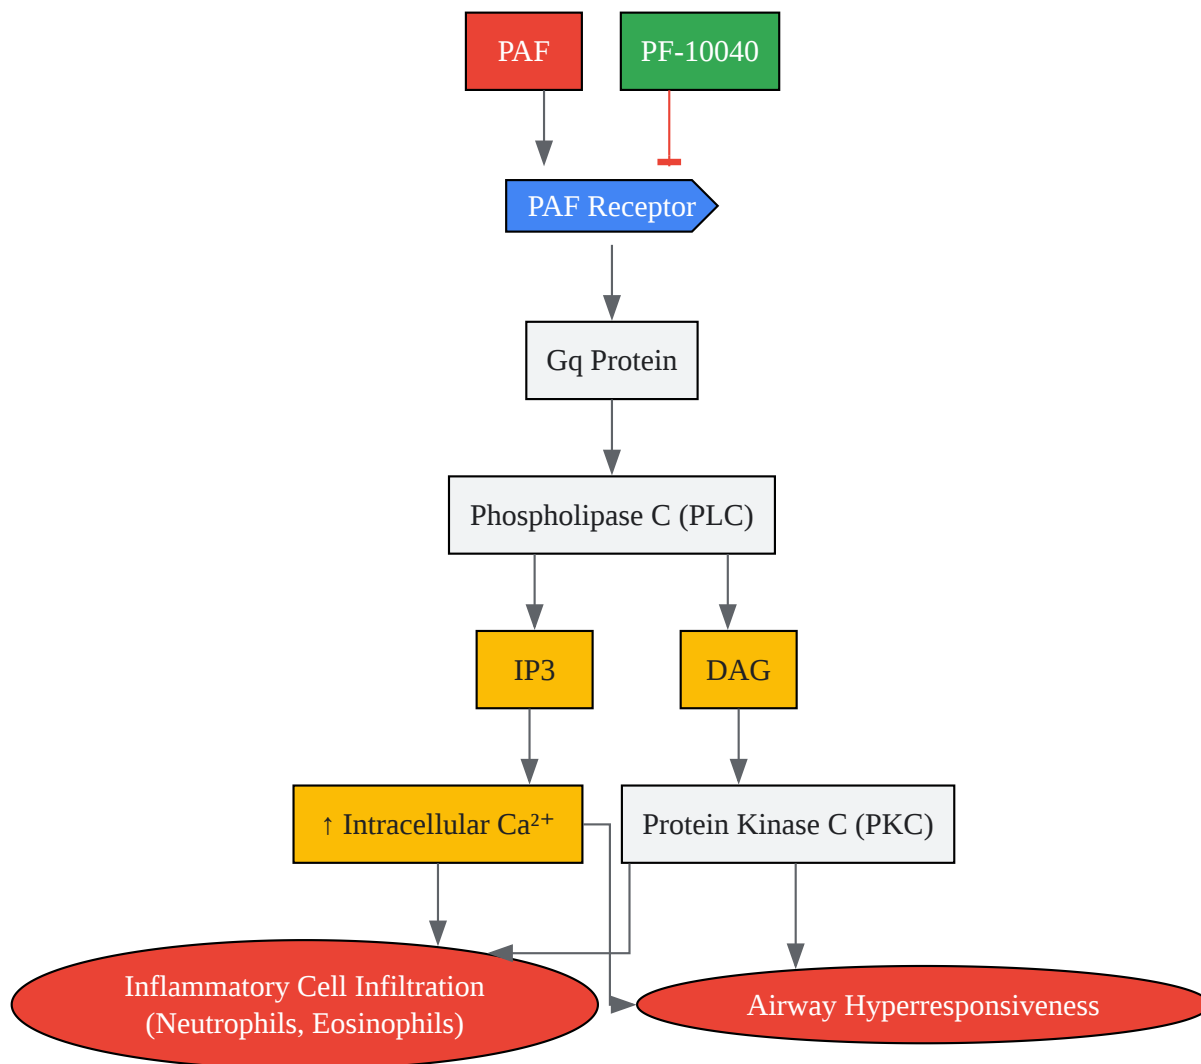 PAF
PF-10040
PAF Receptor
Gq Protein
Phospholipase C (PLC)
IP3
DAG
↑ Intracellular Ca²⁺
Protein Kinase C (PKC)
Inflammatory Cell Infiltration
(Neutrophils, Eosinophils)
Airway Hyperresponsiveness